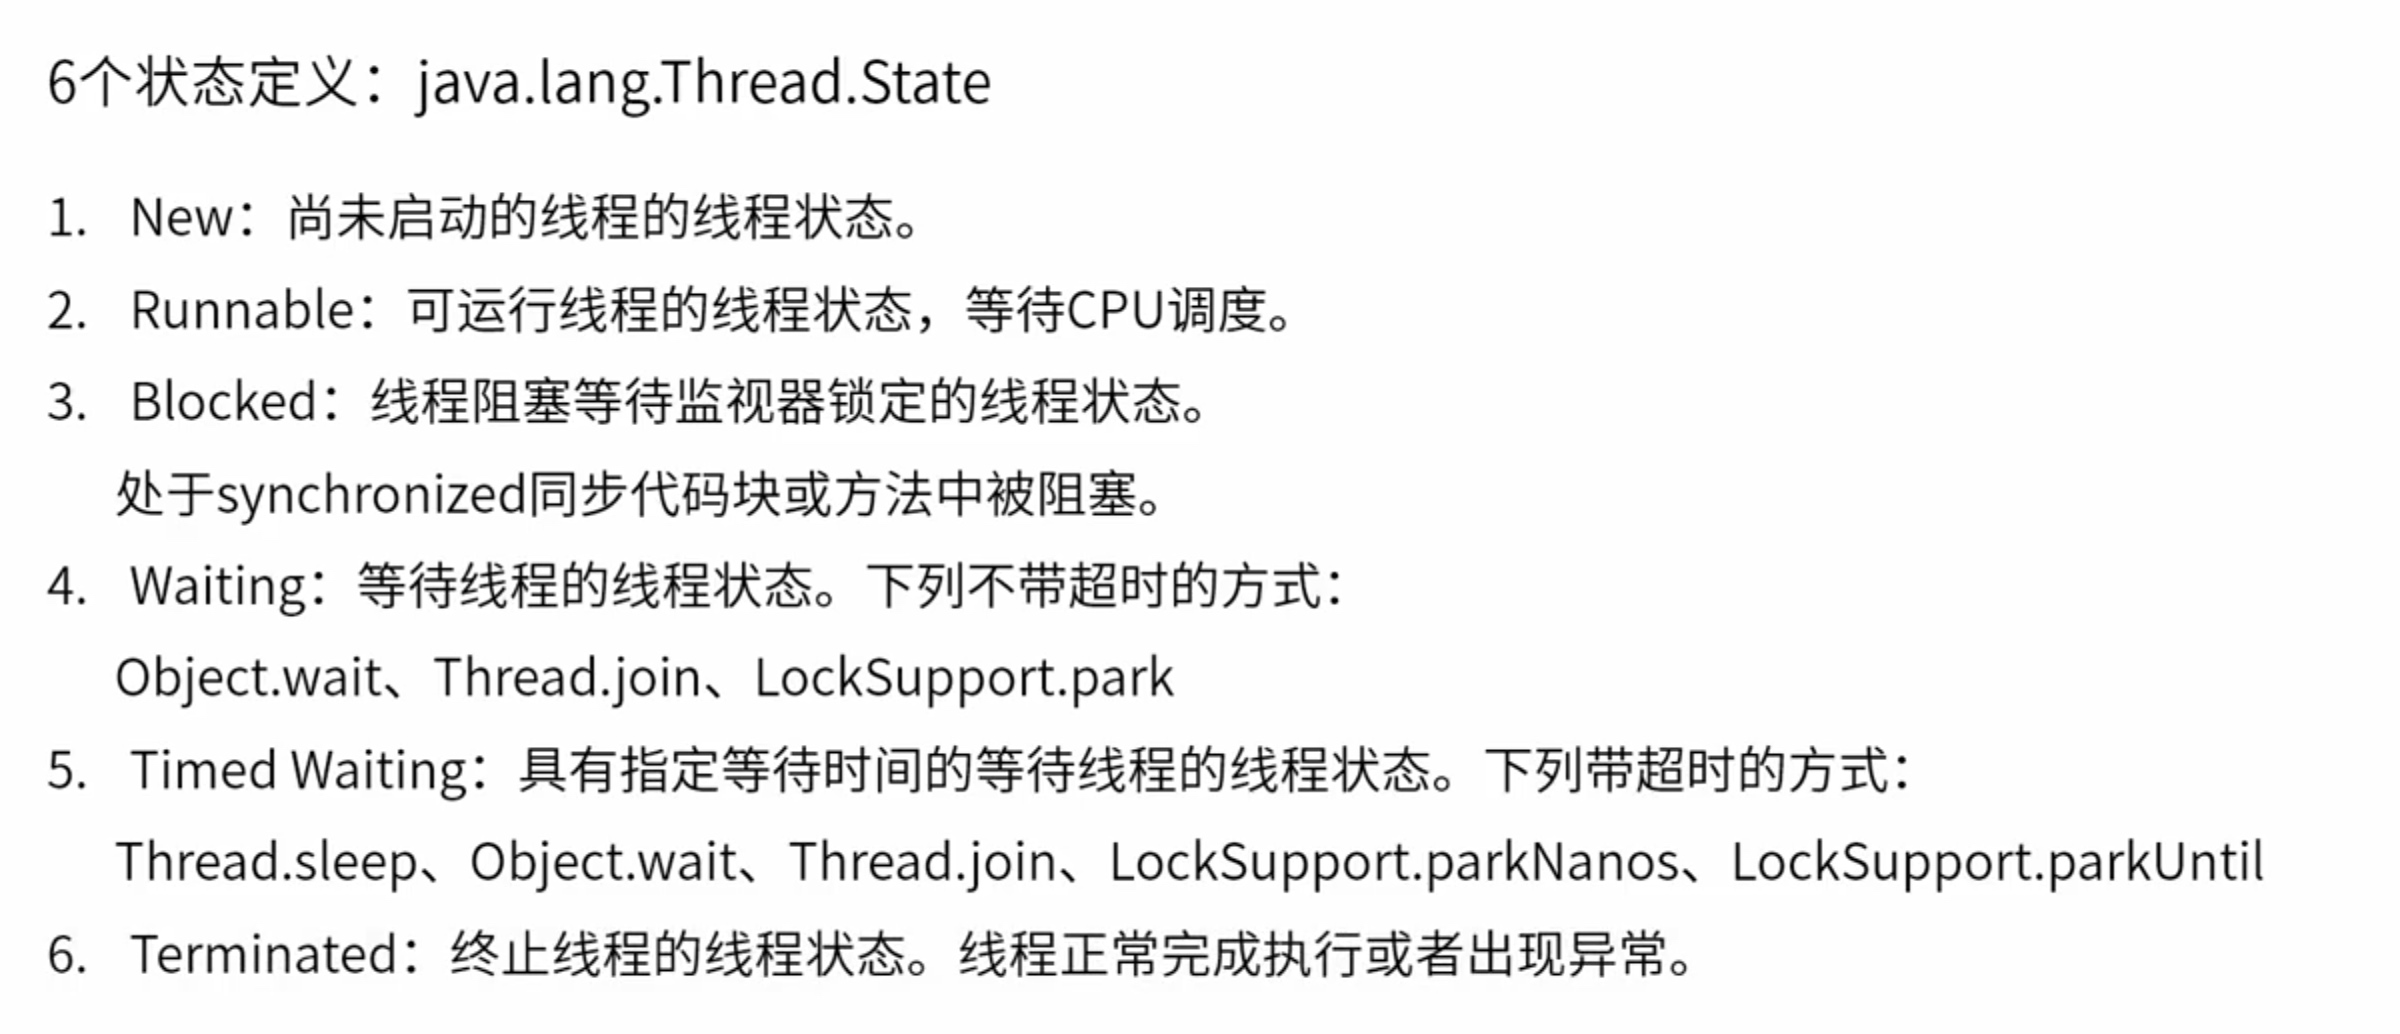 6个状态定义：java.lang.Thread.State
1. New：尚未启动的线程的线程状态。
2. Runnable：可运行线程的线程状态，等待CPU调度。
3. Blocked：线程阻塞等待监视器锁定的线程状态。
处于synchronized同步代码块或方法中被阻塞。
4. Waiting：等待线程的线程状态。下列不带超时的方式：
Object.wait、Thread.join、LockSupport.park
5. Timed Waiting：具有指定等待时间的等待线程的线程状态。下列带超时的方式：
Thread.sleep、Object.wait、Thread.join、LockSupport.parkNanos、LockSupport.parkUntil
6. Terminated：终止线程的线程状态。线程正常完成执行或者出现异常。